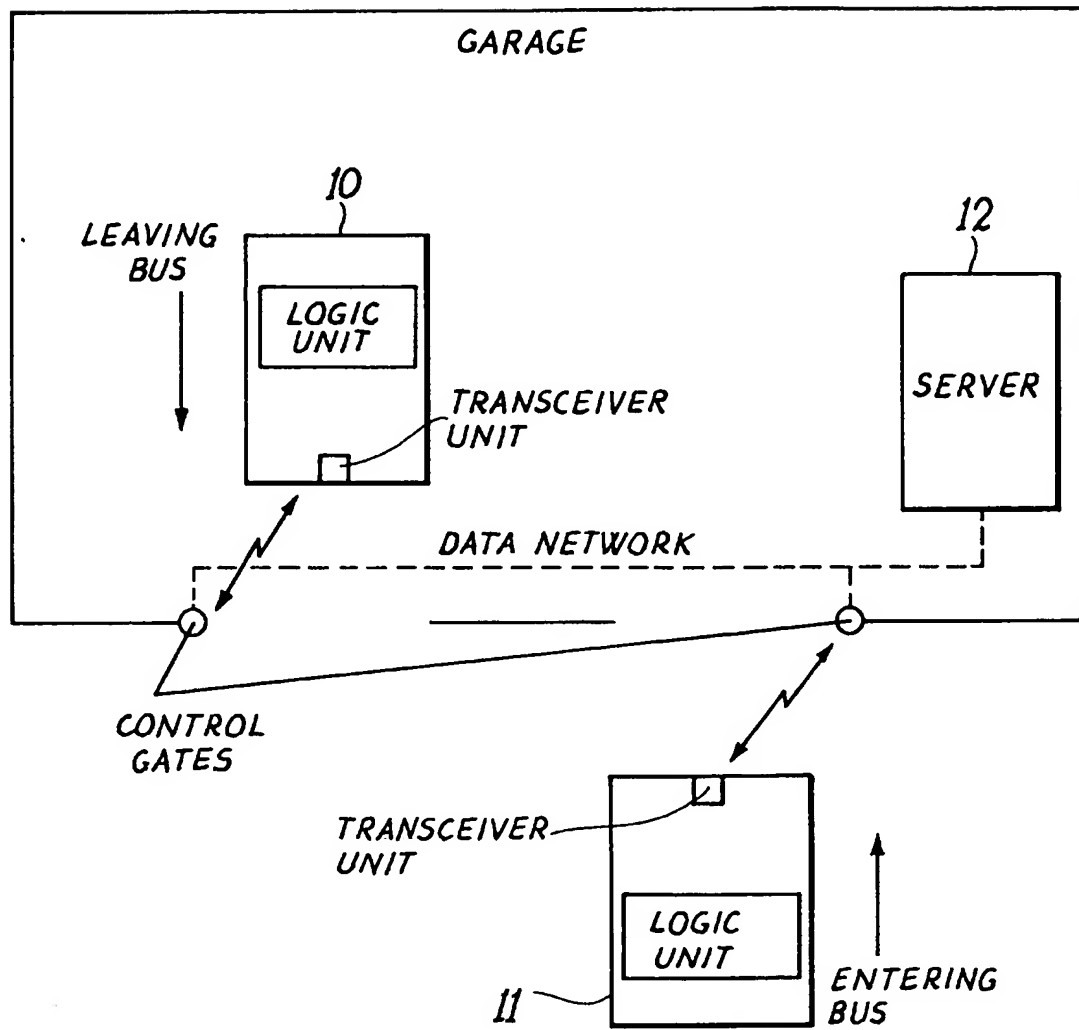 GARAGE
10
LEAVING
BUS
LOGIC
UNIT
TRANSCEIVER
UNIT
12
SERVER
DATA NETWORK
CONTROL
GATES
TRANSCEIVER
UNIT
LOGIC
UNIT
11
ENTERING
BUS